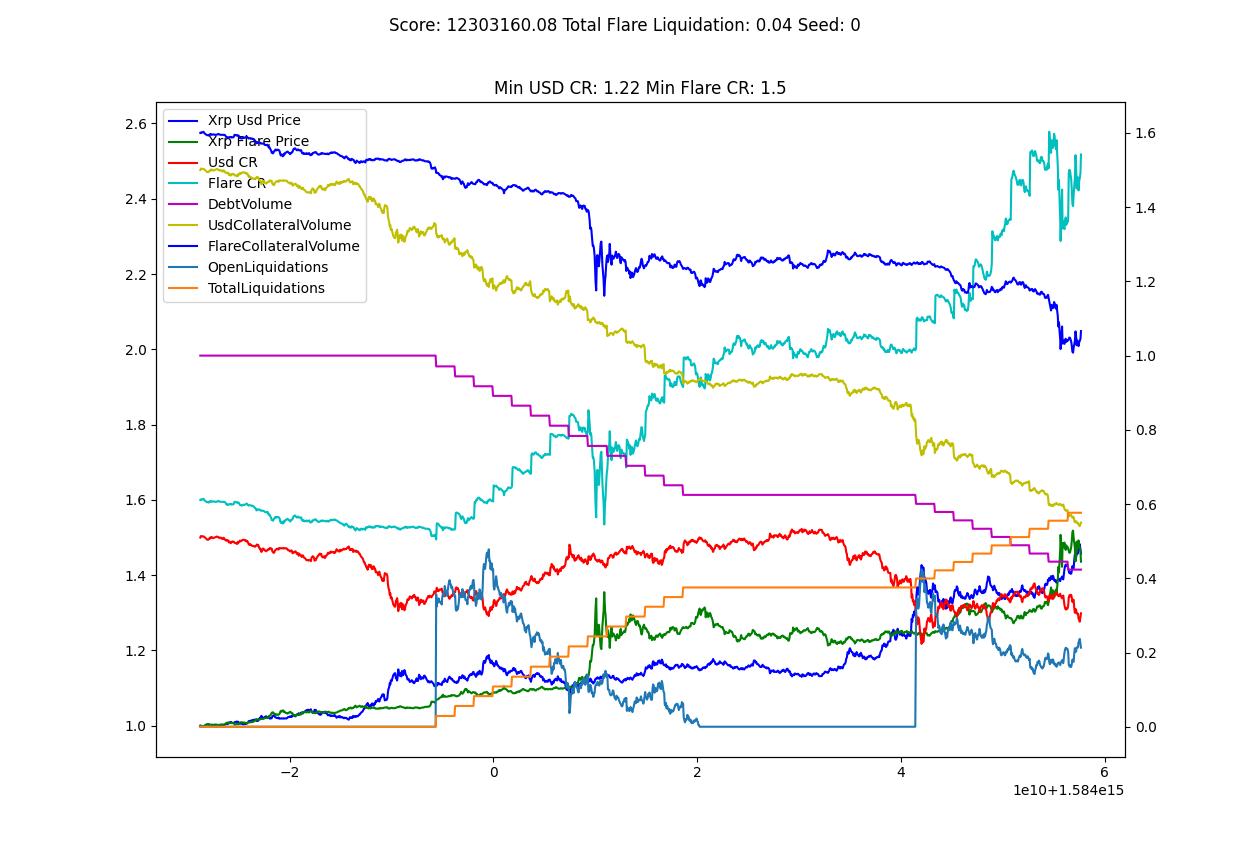 Score: 12303160.08 Total Flare Liquidation: 0.04 Seed: 0
Min USD CR: 1.22 Min Flare CR: 1.5
Xrp Usd Price
Xrp Flare Price
Usd CR
Flare CR
DebtVolume
UsdCollateralVolume
FlareCollateralVolume
OpenLiquidations
TotalLiquidations
2.6
2.4
2.2
2.0
1.8
1.6
1.4
1.2
1.0
1.6
1.4
1.2
1.0
0.8
0.6
0.4
0.2
0.0
−2 0 2 4 6
1e10+1.584e15